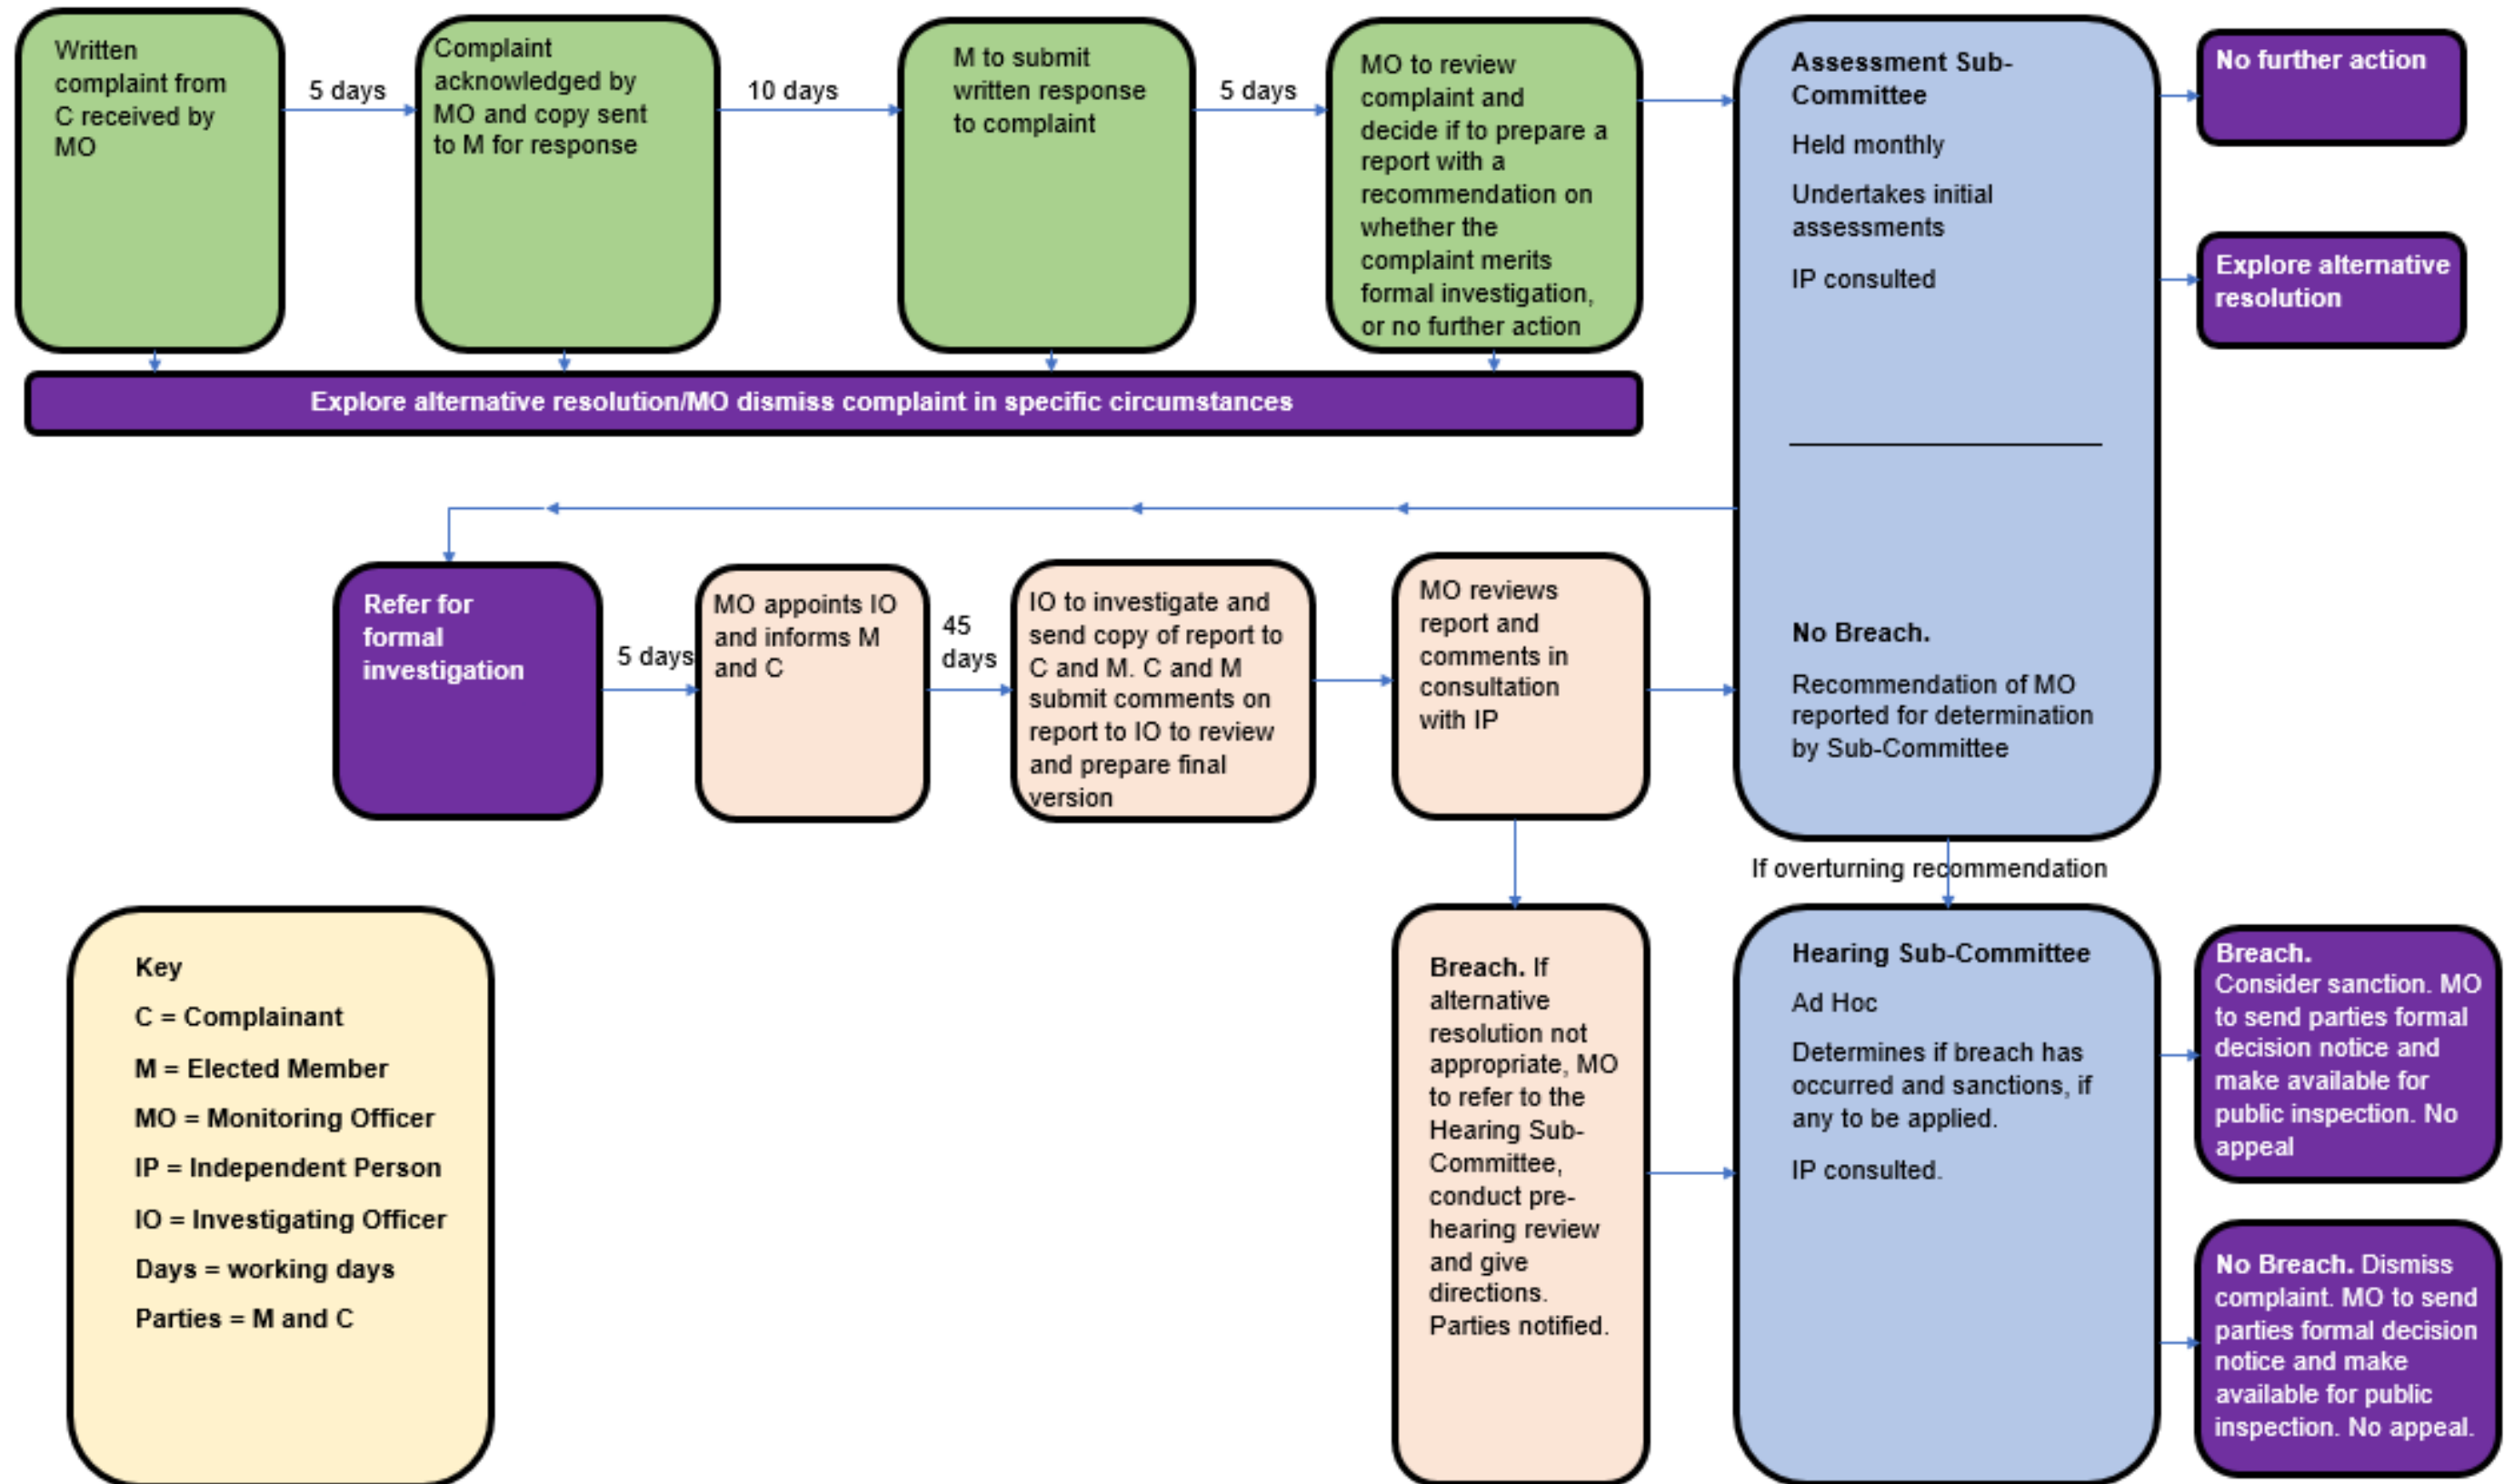 Written
complaint from
C received by
MO
5 days
Complaint
acknowledged by
MO and copy sent
to M for response
10 days
M to submit
written response
to complaint
5 days
MO to review
complaint and
decide if to prepare a
report with a
recommendation on
whether the
complaint merits
formal investigation,
or no further action
Assessment Sub-
Committee
Held monthly
Undertakes initial
assessments
IP consulted
No further action
Explore alternative
resolution
Explore alternative resolution/MO dismiss complaint in specific circumstances
Refer for
formal
investigation
5 days
MO appoints IO
and informs M
and C
45
days
IO to investigate and
send copy of report to
C and M. C and M
submit comments on
report to IO to review
and prepare final
version
MO reviews
report and
comments in
consultation
with IP
No Breach.
Recommendation of MO
reported for determination
by Sub-Committee
If overturning recommendation
Key
C = Complainant
M = Elected Member
MO = Monitoring Officer
IP = Independent Person
IO = Investigating Officer
Days = working days
Parties = M and C
Breach. If
alternative
resolution not
appropriate, MO
to refer to the
Hearing Sub-
Committee,
conduct pre-
hearing review
and give
directions.
Parties notified.
Hearing Sub-Committee
Ad Hoc
Determines if breach has
occurred and sanctions, if
any to be applied.
IP consulted.
Breach.
Consider sanction. MO
to send parties formal
decision notice and
make available for
public inspection. No
appeal
No Breach. Dismiss
complaint. MO to send
parties formal decision
notice and make
available for public
inspection. No appeal.